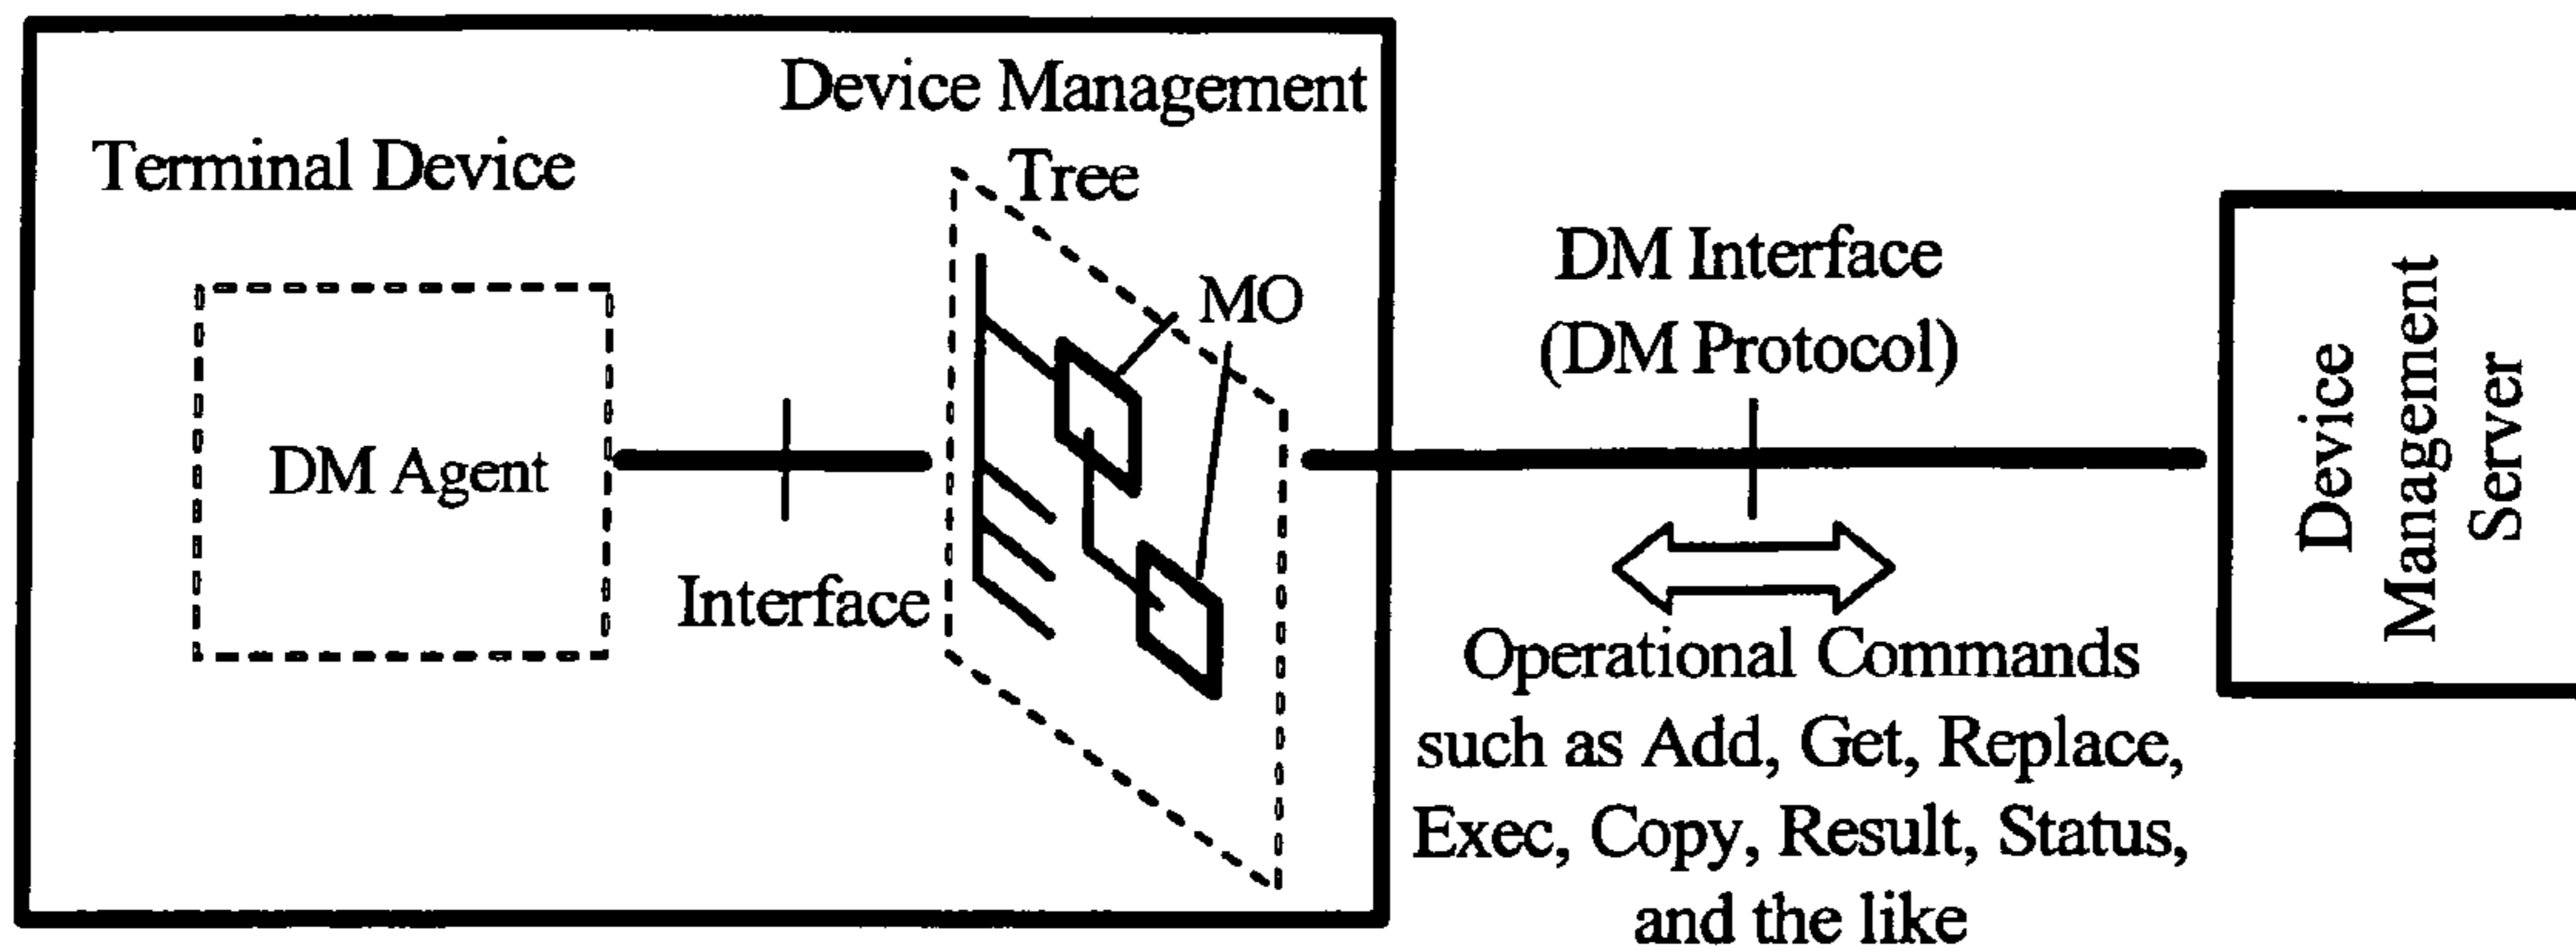 Device Management
Tree
Terminal Device
MO
DM Agent
Interface
DM Interface
(DM Protocol)
Operational Commands
such as Add, Get, Replace,
Exec, Copy, Result, Status,
and the like
Device
Management
Server